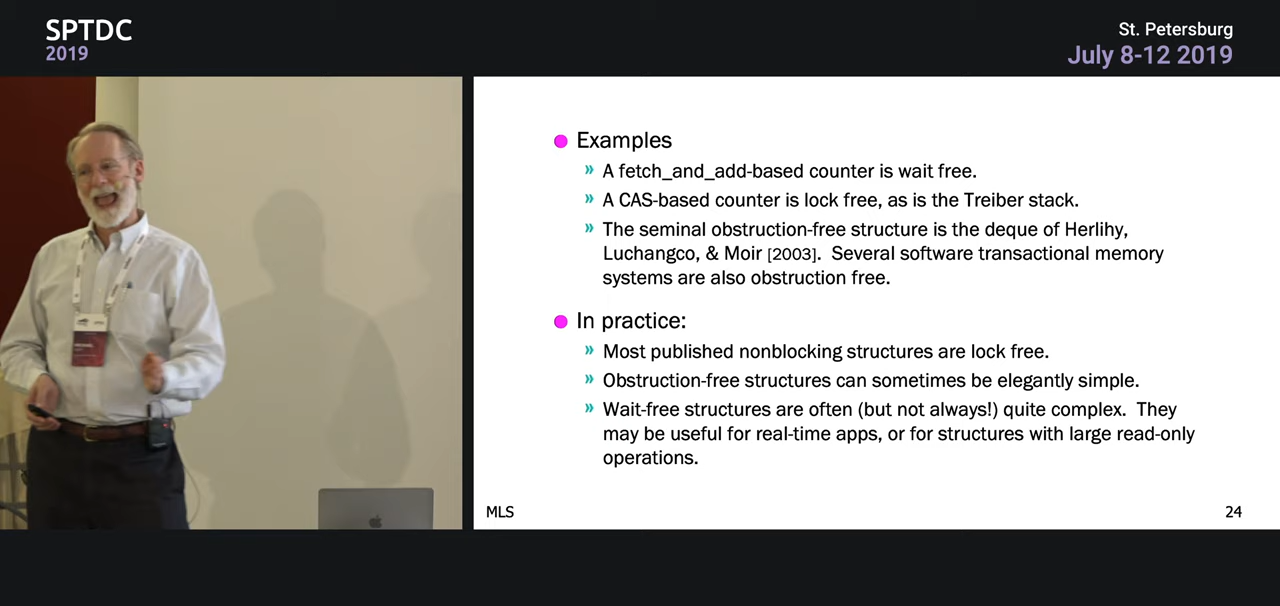 SPTDC
2019
St. Petersburg
July 8-12 2019
● Examples
» A fetch_and_add-based counter is wait free.
» A CAS-based counter is lock free, as is the Treiber stack.
» The seminal obstruction-free structure is the deque of Herlihy,
Luchangco, & Moir [2003].  Several software transactional memory
systems are also obstruction free.
● In practice:
» Most published nonblocking structures are lock free.
» Obstruction-free structures can sometimes be elegantly simple.
» Wait-free structures are often (but not always!) quite complex.  They
may be useful for real-time apps, or for structures with large read-only
operations.
MLS
24